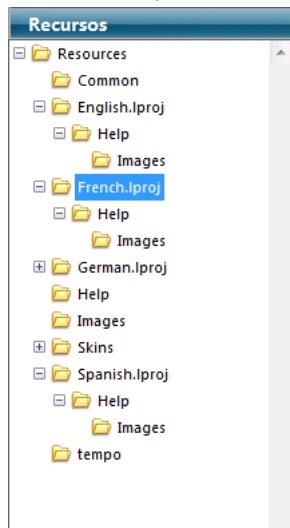 Recursos
Resources
Common
English.lproj
Help
Images
French.lproj
Help
Images
German.lproj
Help
Images
Skins
Spanish.lproj
Help
Images
tempo